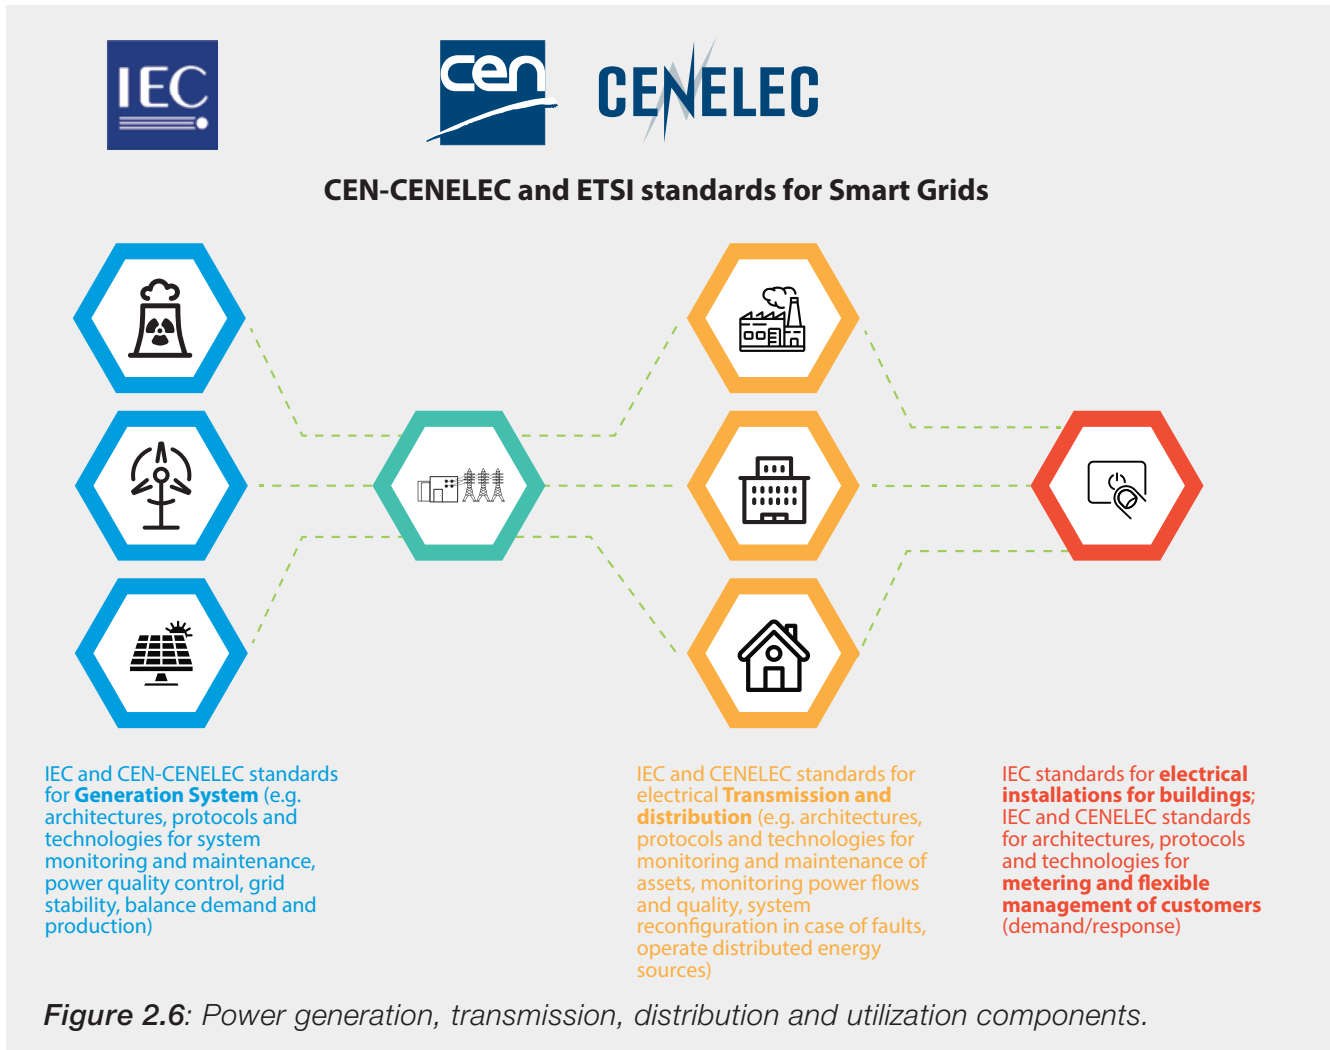 IEC
cen
CENELEC
CEN-CENELEC and ETSI standards for Smart Grids
IEC and CEN-CENELEC standards
for Generation System (e.g.
architectures, protocols and
technologies for system
monitoring and maintenance,
power quality control, grid
stability, balance demand and
production)
IEC and CENELEC standards for
electrical Transmission and
distribution (e.g. architectures,
protocols and technologies for
monitoring and maintenance of
assets, monitoring power flows
and quality, system
reconfiguration in case of faults,
operate distributed energy
sources)
IEC standards for electrical
installations for buildings;
IEC and CENELEC standards
for architectures, protocols
and technologies for
metering and flexible
management of customers
(demand/response)
Figure 2.6: Power generation, transmission, distribution and utilization components.